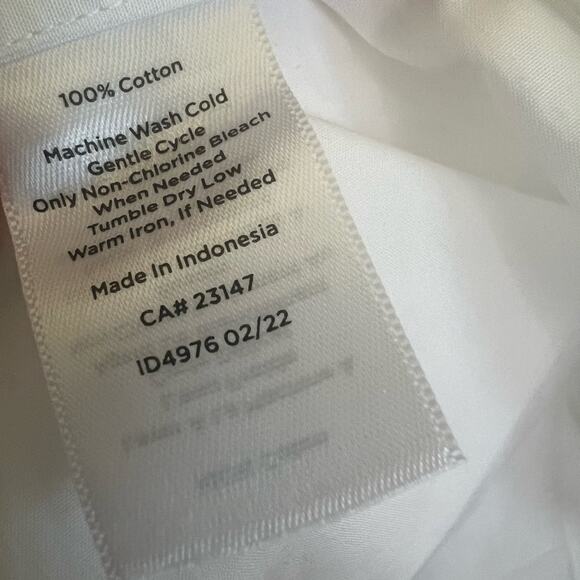 100% Cotton
Machine Wash Cold
Gentle Cycle
Only Non-Chlorine Bleach
When Needed
Tumble Dry Low
Warm Iron, If Needed
Made In Indonesia
CA# 23147
ID4976 02/22